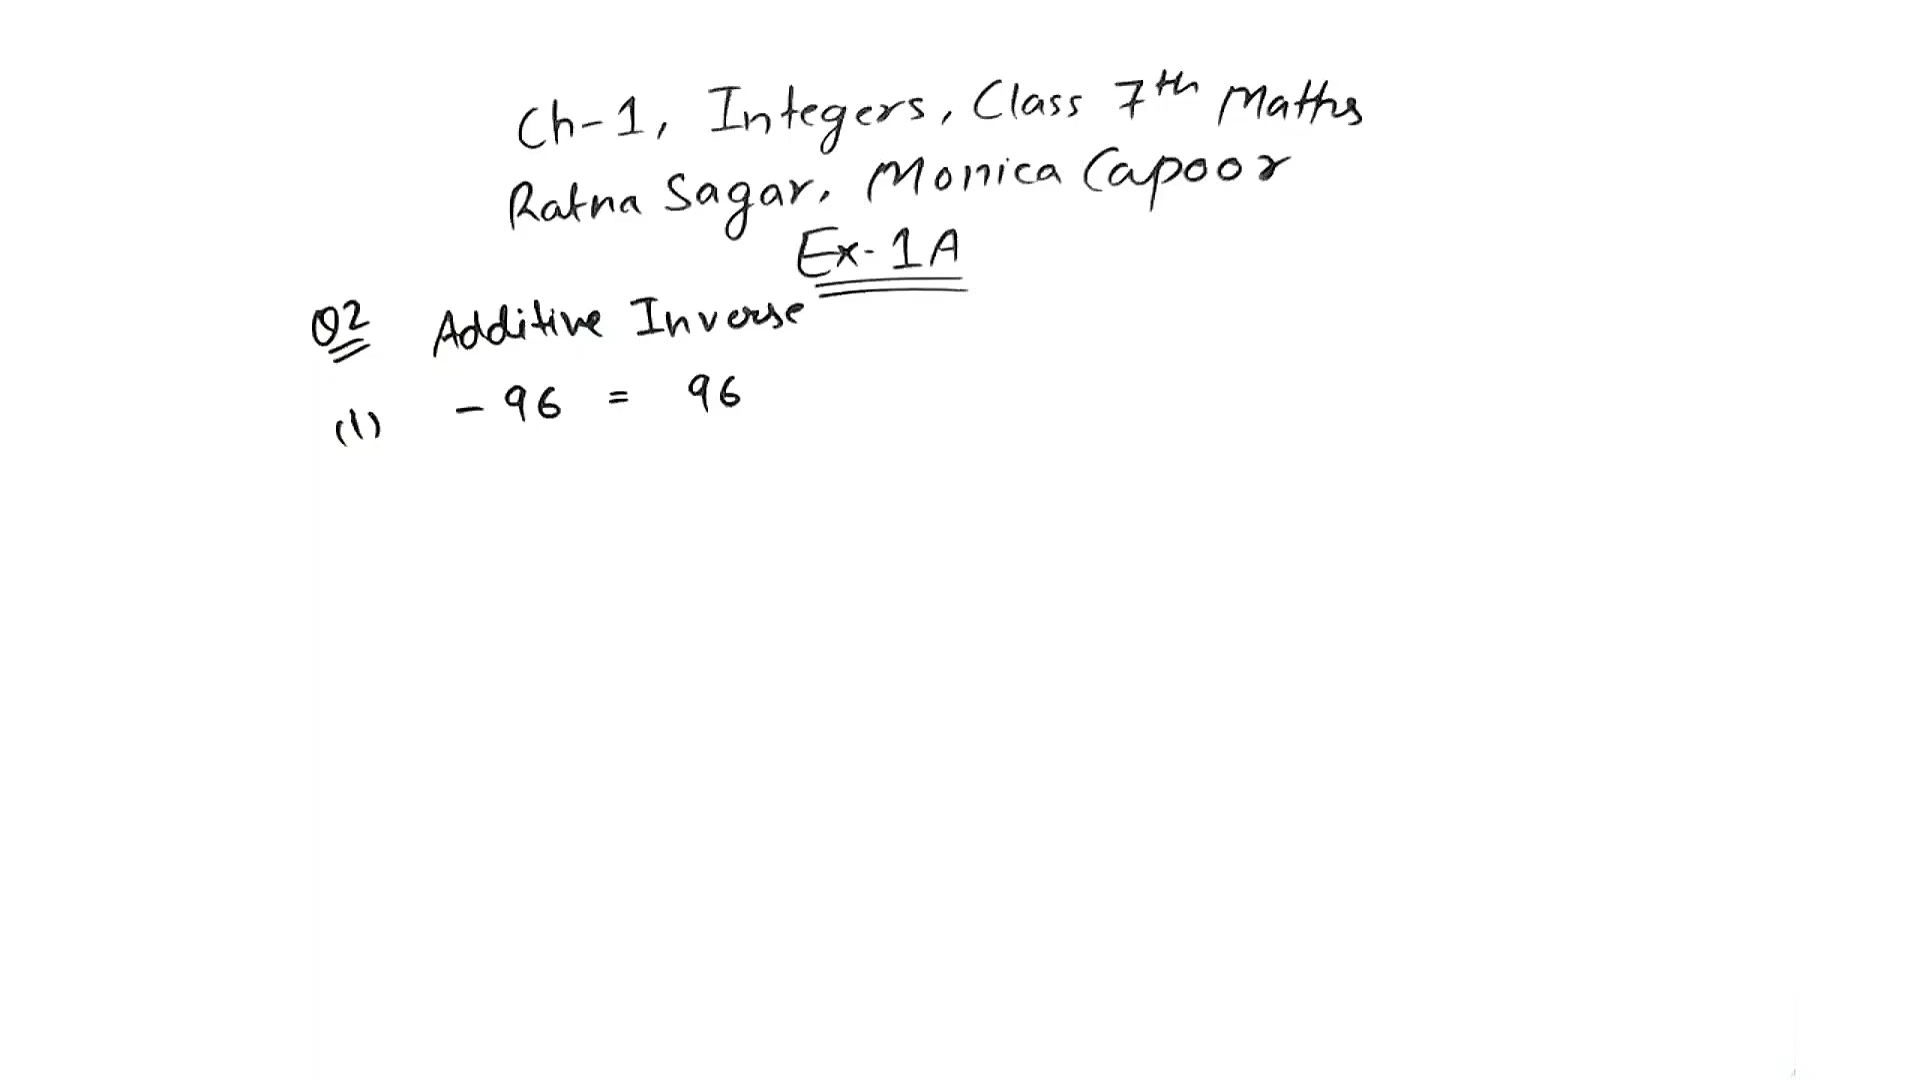 Ch-1, Integers, Class 7th Maths
Ratna Sagar, Monica Capoor
Ex-1A
Q2 Additive Inverse
(1) -96 = 96